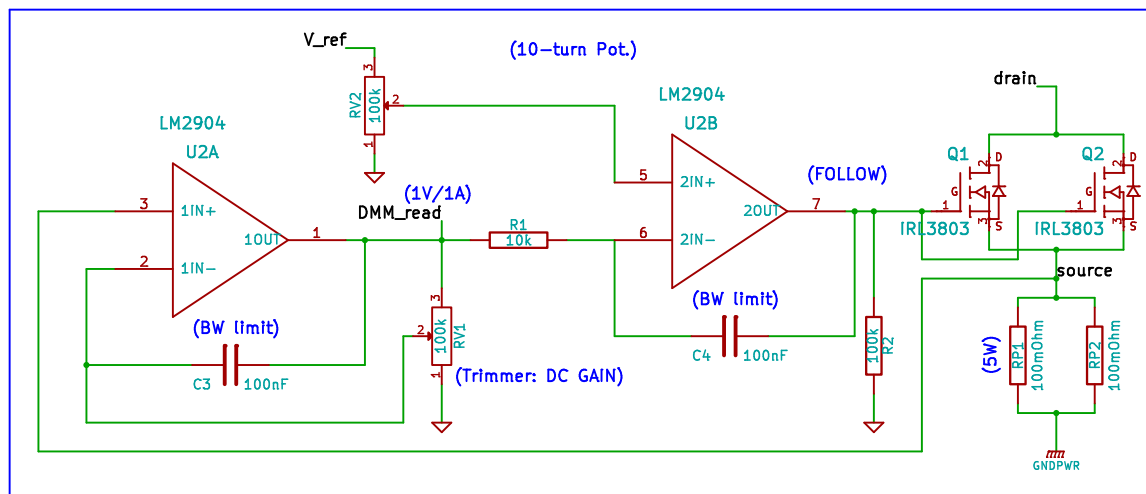 V_ref
(10-turn Pot.)
3
RV2
100k
2
1
LM2904
U2A
3
1IN+
1OUT
1
2
1IN-
(BW limit)
C3
100nF
(1V/1A)
DMM_read
R1
10k
3
2
100k
RV1
1
(Trimmer: DC GAIN)
LM2904
U2B
5
2IN+
2OUT
7
6
2IN-
(BW limit)
C4
100nF
(FOLLOW)
100k
R2
drain
Q1
2
D
G
1
3
S
IRL3803
Q2
2
D
G
1
3
S
IRL3803
source
(5W)
RP1
100mOhm
RP2
100mOhm
GNDPWR